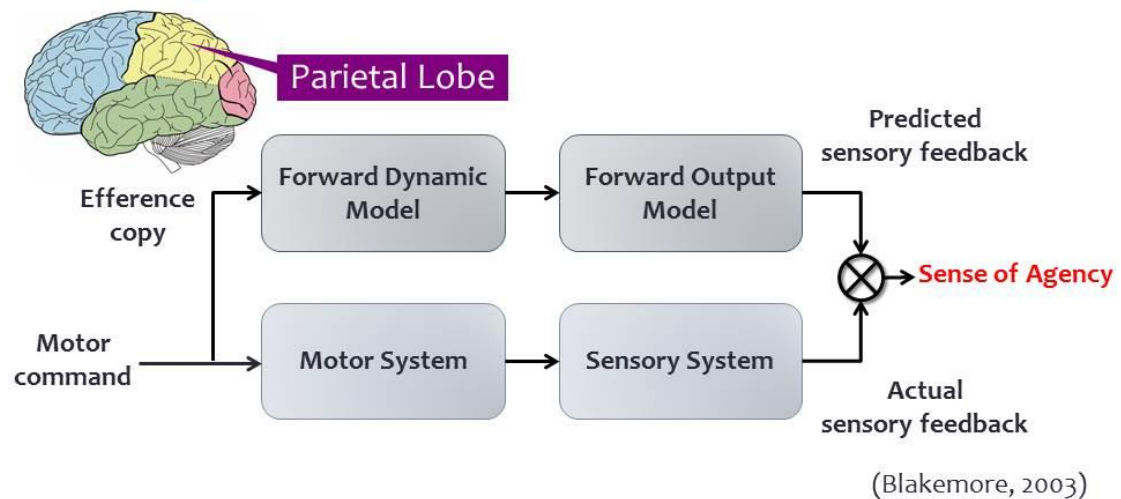 Parietal Lobe
Predicted
sensory feedback
Efference
copy
Forward Dynamic
Model
Forward Output
Model
Sense of Agency
Motor
command
Motor System
Sensory System
Actual
sensory feedback
(Blakemore, 2003)